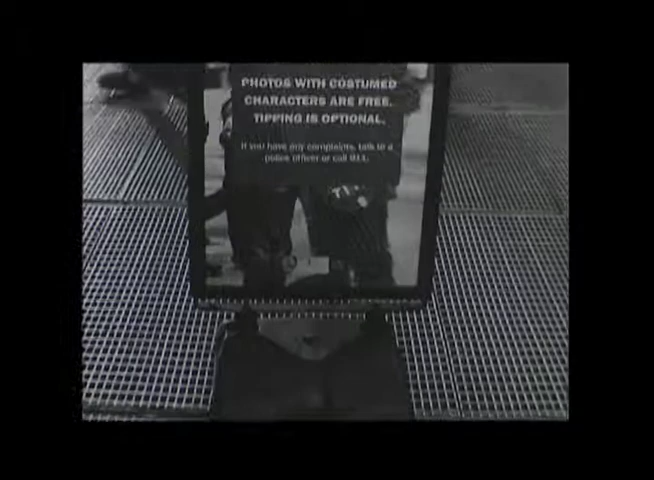 PHOTOS WITH COSTUMED
CHARACTERS ARE FREE.
TIPPING IS OPTIONAL.
If you have any complaints, talk to a
police officer or call 911.